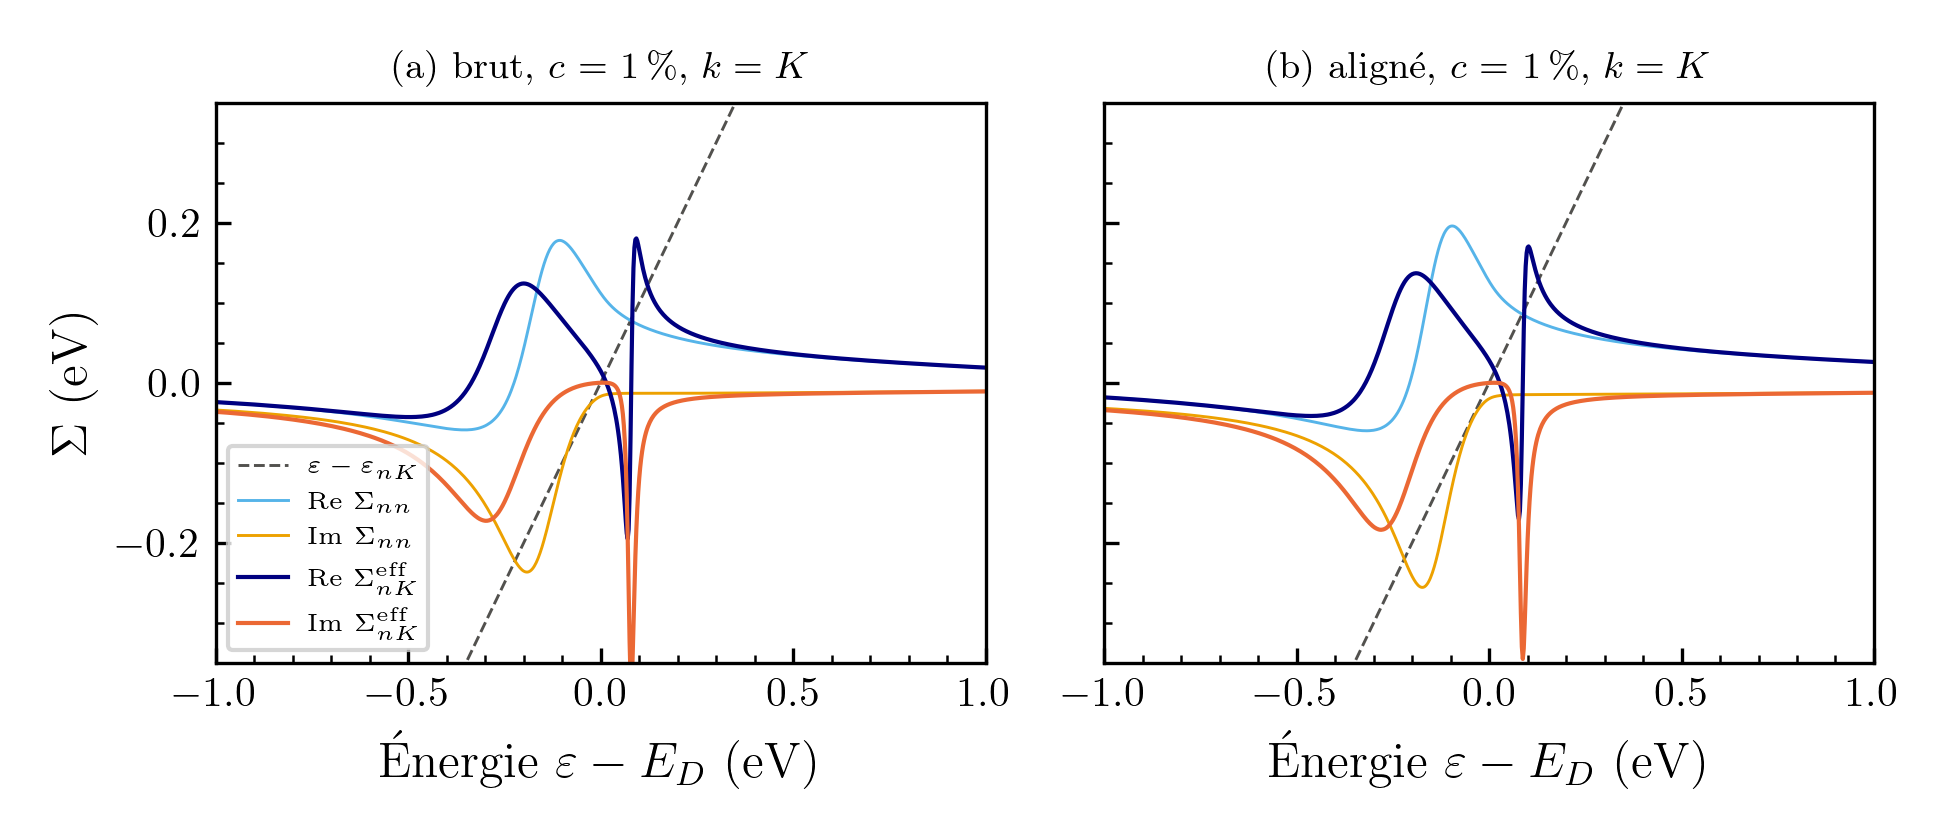 (a) brut, c = 1 %, k = K
(b) aligné, c = 1 %, k = K
Σ (eV)
0.2
0.0
−0.2
ε − ε_{nK}
Re Σ_{nn}
Im Σ_{nn}
Re Σ_{nK}^{eff}
Im Σ_{nK}^{eff}
−1.0 −0.5 0.0 0.5 1.0
−1.0 −0.5 0.0 0.5 1.0
Énergie ε − E_D (eV)
Énergie ε − E_D (eV)